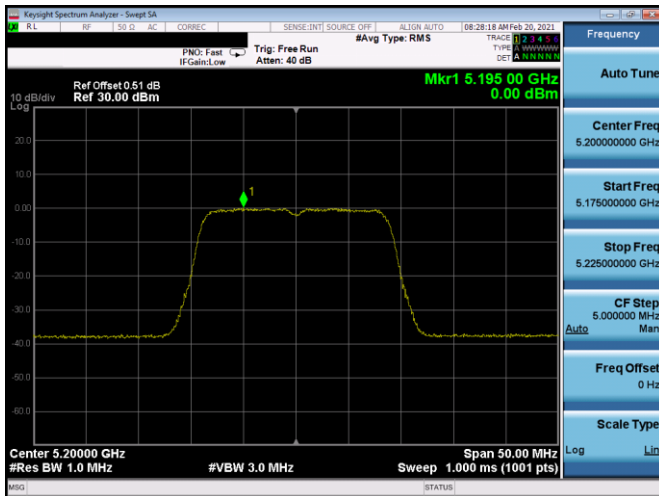 Keysight Spectrum Analyzer - Swept SA
RL RF 50 Ω AC CORREC SENSE:INT SOURCE OFF ALIGN AUTO 08:28:18 AM Feb 20, 2021
#Avg Type: RMS
TRACE 1 2 3 4 5 6
TYPE A WWWWW
DET A N N N N N
PNO: Fast
IFGain:Low
Trig: Free Run
Atten: 40 dB
Mkr1 5.195 00 GHz
0.00 dBm
Ref Offset 0.51 dB
Ref 30.00 dBm
10 dB/div
Log
20.0
10.0
0.00
-10.0
-20.0
-30.0
-40.0
-50.0
-60.0
1
Center 5.20000 GHz
#Res BW 1.0 MHz
#VBW 3.0 MHz
Span 50.00 MHz
Sweep 1.000 ms (1001 pts)
MSG
STATUS
Frequency
Auto Tune
Center Freq
5.200000000 GHz
Start Freq
5.175000000 GHz
Stop Freq
5.225000000 GHz
CF Step
5.000000 MHz
Auto Man
Freq Offset
0 Hz
Scale Type
Log Lin